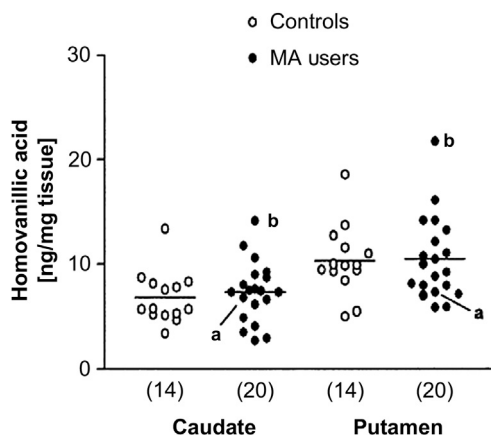 Controls
MA users
Homovanillic acid
[ng/mg tissue]
30
20
10
0
b
b
a
a
(14) (20) (14) (20)
Caudate Putamen